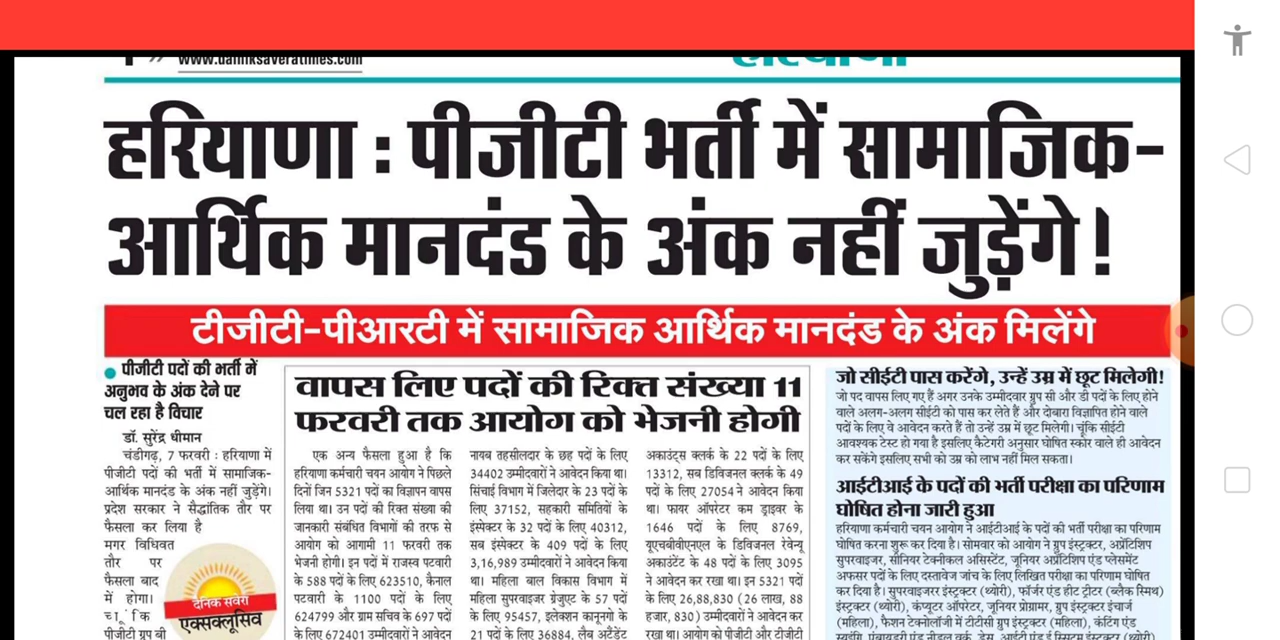 www.dainiksaveratimes.com
हरियाणा
हरियाणा : पीजीटी भर्ती में सामाजिक-
आर्थिक मानदंड के अंक नहीं जुड़ेंगे!
टीजीटी-पीआरटी में सामाजिक आर्थिक मानदंड के अंक मिलेंगे
पीजीटी पदों की भर्ती में
अनुभव के अंक देने पर
चल रहा है विचार
डॉ. सुरेंद्र धीमान
चंडीगढ़, 7 फरवरी : हरियाणा में
पीजीटी पदों की भर्ती में सामाजिक-
आर्थिक मानदंड के अंक नहीं जुड़ेंगे।
प्रदेश सरकार ने सैद्धांतिक तौर पर
फैसला कर लिया है
मगर विधिवत
तौर पर
फैसला बाद
में होगा।
चूंकि
पीजीटी ग्रुप बी
दैनिक सवेरा
एक्सक्लूसिव
वापस लिए पदों की रिक्त संख्या 11
फरवरी तक आयोग को भेजनी होगी
एक अन्य फैसला हुआ है कि
हरियाणा कर्मचारी चयन आयोग ने पिछले
दिनों जिन 5321 पदों का विज्ञापन वापस
लिया था। उन पदों की रिक्त संख्या की
जानकारी संबंधित विभागों की तरफ से
आयोग को आगामी 11 फरवरी तक
भेजनी होगी। इन पदों में राजस्व पटवारी
के 588 पदों के लिए 623510, कैनाल
पटवारी के 1100 पदों के लिए
624799 और ग्राम सचिव के 697 पदों
के लिए 672401 उम्मीदवारों ने आवेदन
नायब तहसीलदार के छह पदों के लिए
34402 उम्मीदवारों ने आवेदन किया था।
सिंचाई विभाग में जिलेदार के 23 पदों के
लिए 37152, सहकारी समितियों के
इंस्पेक्टर के 32 पदों के लिए 40312,
सब इंस्पेक्टर के 409 पदों के लिए
3,16,989 उम्मीदवारों ने आवेदन किया
था। महिला बाल विकास विभाग में
महिला सुपरवाइजर ग्रेजुएट के 57 पदों
के लिए 95457, इलेक्शन कानूनगो के
21 पदों के लिए 36884, लैब अटेंडेंट
अकाउंट्स क्लर्क के 22 पदों के लिए
13312, सब डिविजनल क्लर्क के 49
पदों के लिए 27054 ने आवेदन किया
था। फायर ऑपरेटर कम ड्राइवर के
1646 पदों के लिए 8769,
यूएचबीवीएनएल के डिविजनल रेवेन्यू
अकाउंटेंट के 48 पदों के लिए 3095
ने आवेदन कर रखा था। इन 5321 पदों
के लिए 26,88,830 (26 लाख, 88
हजार, 830) उम्मीदवारों ने आवेदन कर
रखा था। आयोग को पीजीटी और टीजीटी
जो सीईटी पास करेंगे, उन्हें उम्र में छूट मिलेगी!
जो पद वापस लिए गए हैं अगर उनके उम्मीदवार ग्रुप सी और डी पदों के लिए होने
वाले अलग-अलग सीईटी को पास कर लेते हैं और दोबारा विज्ञापित होने वाले
पदों के लिए वे आवेदन करते हैं तो उन्हें उम्र में छूट मिलेगी। चूंकि सीईटी
आवश्यक टेस्ट हो गया है इसलिए कैटेगरी अनुसार घोषित स्कोर वाले ही आवेदन
कर सकेंगे इसलिए सभी को उम्र को लाभ नहीं मिल सकता।
आईटीआई के पदों की भर्ती परीक्षा का परिणाम
घोषित होना जारी हुआ
हरियाणा कर्मचारी चयन आयोग ने आईटीआई के पदों की भर्ती परीक्षा का परिणाम
घोषित करना शुरू कर दिया है। सोमवार को आयोग ने ग्रुप इंस्ट्रक्टर, अप्रेंटिशिप
सुपरवाइजर, सीनियर टेक्नीकल असिस्टेंट, जूनियर अप्रेंटिशिप एंड प्लेसमेंट
अफसर पदों के लिए दस्तावेज जांच के लिए लिखित परीक्षा का परिणाम घोषित
कर दिया है। सुपरवाइजर इंस्ट्रक्टर (थ्योरी), फॉर्जर एंड हीट ट्रीटर (ब्लैक स्मिथ)
इंस्ट्रक्टर (थ्योरी), कंप्यूटर ऑपरेटर, जूनियर प्रोग्रामर, ग्रुप इंस्ट्रक्टर इंचार्ज
(महिला), फैशन टेक्नोलॉजी में टीटीसी ग्रुप इंस्ट्रक्टर (महिला), कटिंग एंड